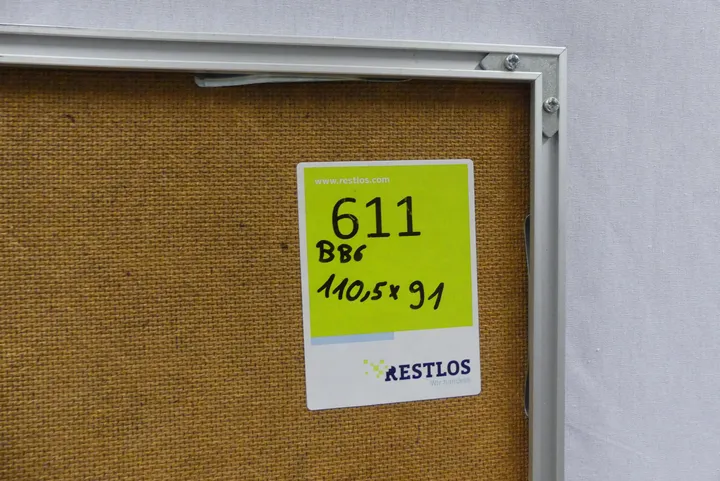 www.restlos.com
611
BB6
110,5x91
RESTLOS